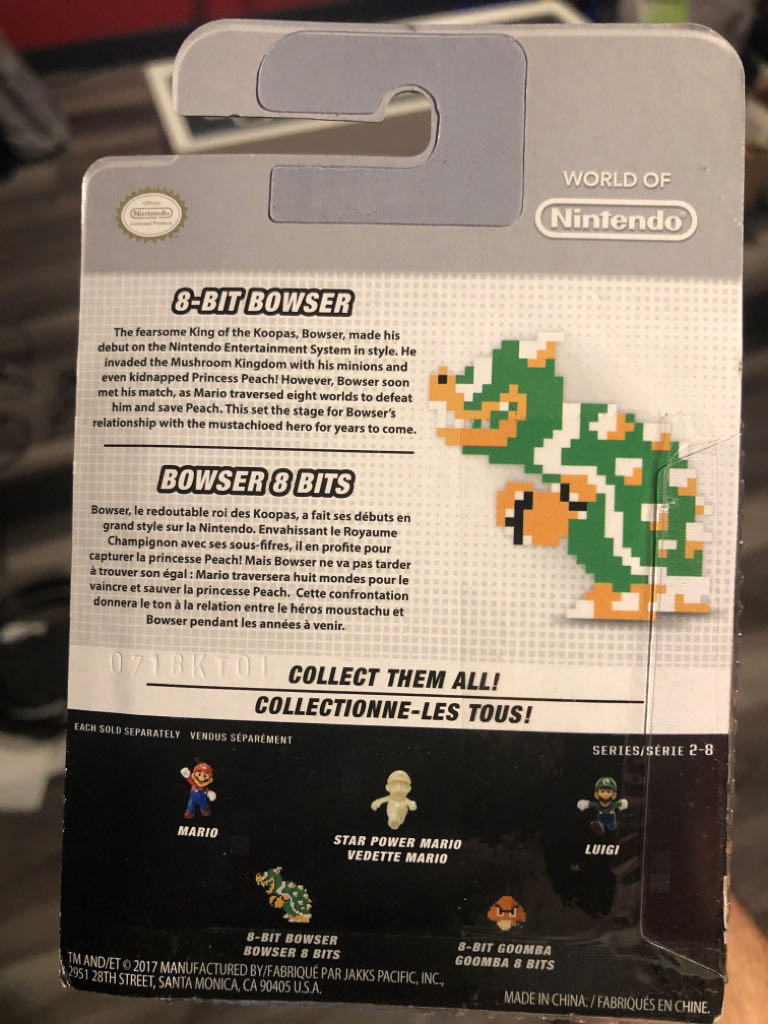 WORLD OF
Nintendo
Official
Nintendo
Licensed Product
8-BIT BOWSER
The fearsome King of the Koopas, Bowser, made his
debut on the Nintendo Entertainment System in style. He
invaded the Mushroom Kingdom with his minions and
even kidnapped Princess Peach! However, Bowser soon
met his match, as Mario traversed eight worlds to defeat
him and save Peach. This set the stage for Bowser's
relationship with the mustachioed hero for years to come.
BOWSER 8 BITS
Bowser, le redoutable roi des Koopas, a fait ses débuts en
grand style sur la Nintendo. Envahissant le Royaume
Champignon avec ses sous-fifres, il en profite pour
capturer la princesse Peach! Mais Bowser ne va pas tarder
à trouver son égal : Mario traversera huit mondes pour le
vaincre et sauver la princesse Peach. Cette confrontation
donnera le ton à la relation entre le héros moustachu et
Bowser pendant les années à venir.
0718KT01
COLLECT THEM ALL!
COLLECTIONNE-LES TOUS!
EACH SOLD SEPARATELY VENDUS SÉPARÉMENT
SERIES/SÉRIE 2-8
MARIO
STAR POWER MARIO
VEDETTE MARIO
LUIGI
8-BIT BOWSER
BOWSER 8 BITS
8-BIT GOOMBA
GOOMBA 8 BITS
TM AND/ET © 2017 MANUFACTURED BY/FABRIQUÉ PAR JAKKS PACIFIC, INC.,
2951 28TH STREET, SANTA MONICA, CA 90405 U.S.A.
MADE IN CHINA. / FABRIQUÉS EN CHINE.